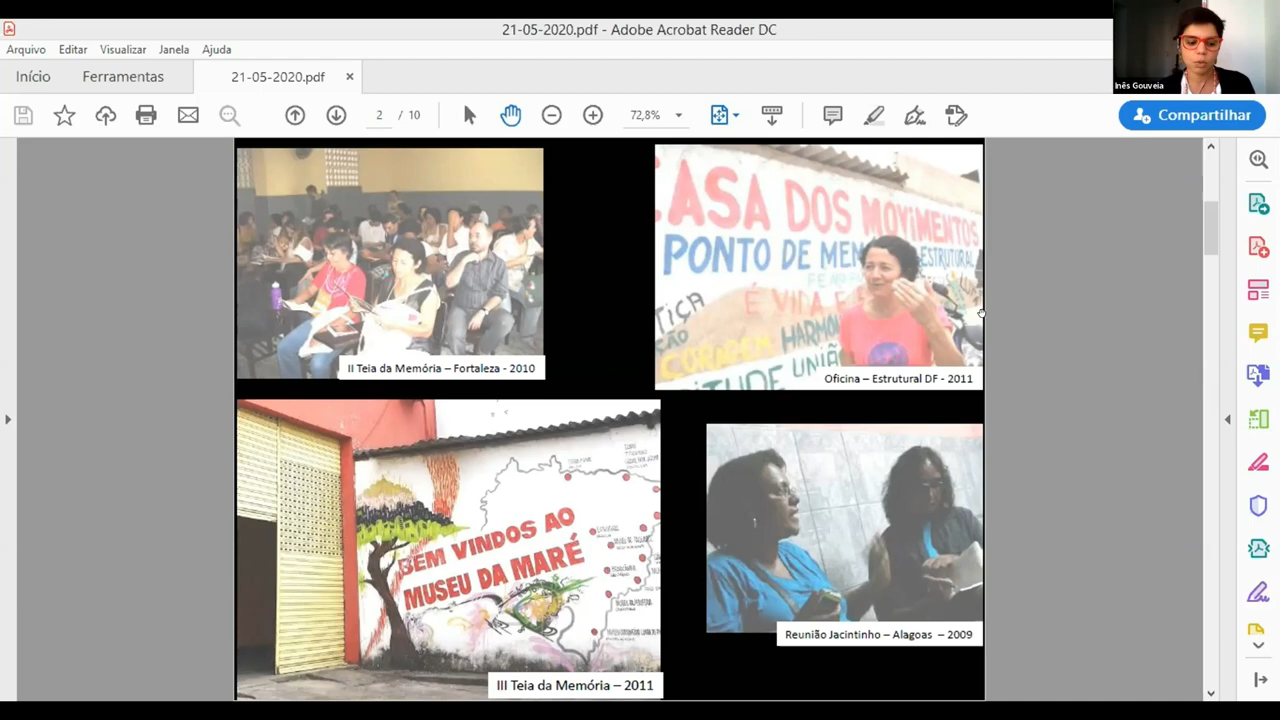 21-05-2020.pdf - Adobe Acrobat Reader DC
Arquivo Editar Visualizar Janela Ajuda
Início Ferramentas 21-05-2020.pdf ×
2 / 10 72,8% Compartilhar
Inês Gouveia
II Teia da Memória – Fortaleza - 2010
CASA DOS MOVIMENTOS
PONTO DE MEM ESTRUTURAL
É VIDA E
CORAGEM HARMON
UNIÃO
Oficina – Estrutural DF - 2011
BEM VINDOS AO
MUSEU DA MARÉ
III Teia da Memória – 2011
Reunião Jacintinho – Alagoas – 2009